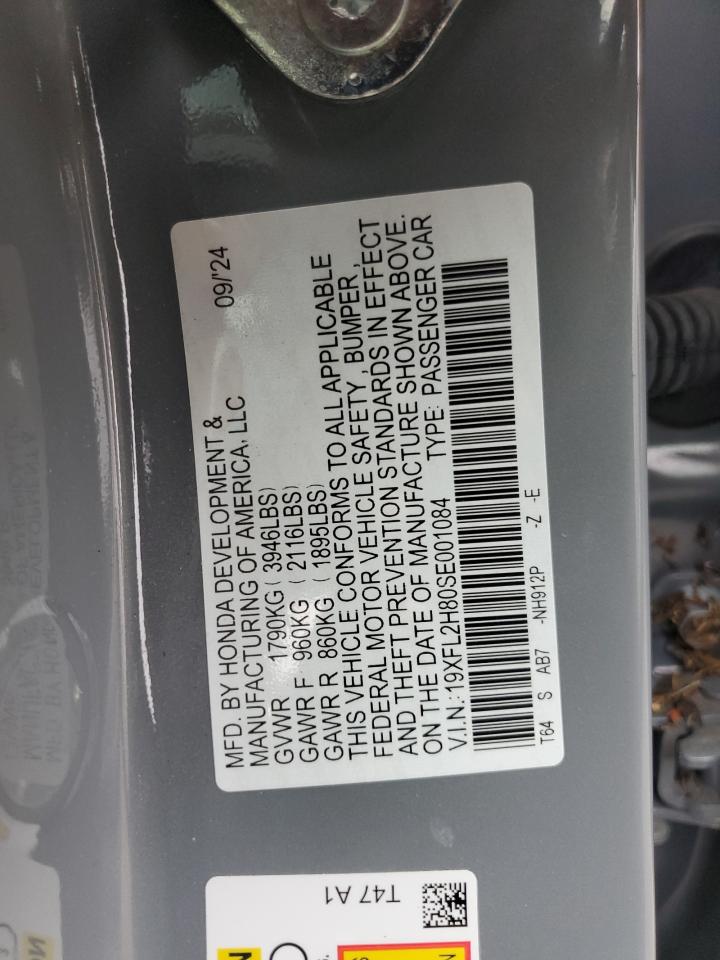 MFD. BY HONDA DEVELOPMENT & 09/'24
MANUFACTURING OF AMERICA, LLC
GVWR 1790KG ( 3946LBS)
GAWR F 960KG ( 2116LBS)
GAWR R 860KG ( 1895LBS)
THIS VEHICLE CONFORMS TO ALL APPLICABLE
FEDERAL MOTOR VEHICLE SAFETY, BUMPER,
AND THEFT PREVENTION STANDARDS IN EFFECT
ON THE DATE OF MANUFACTURE SHOWN ABOVE.
V.I.N.:19XFL2H80SE001084 TYPE: PASSENGER CAR
T64 S AB7 -NH912P -Z -E
T47 A1